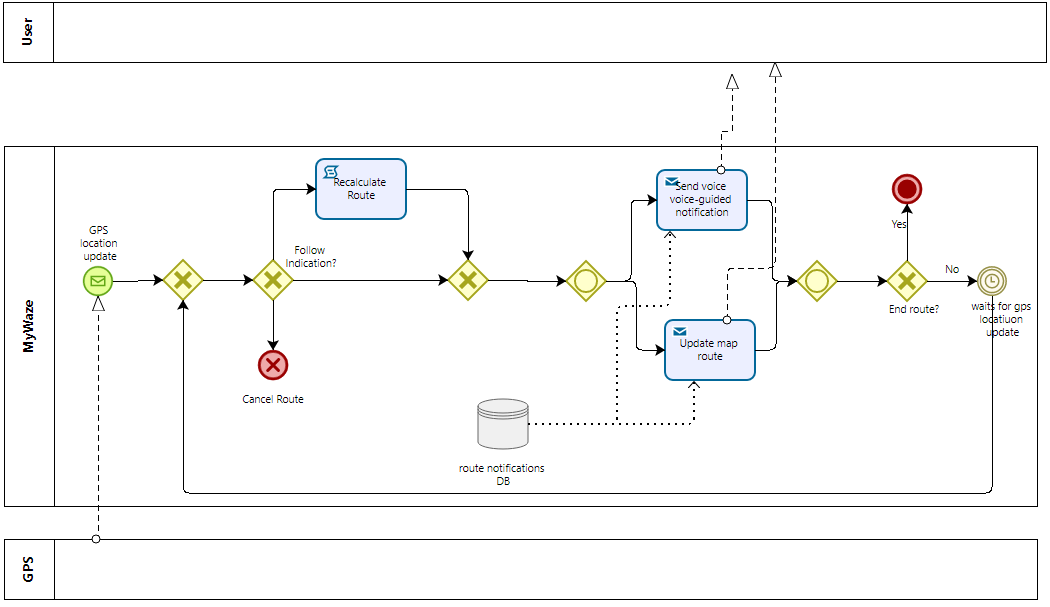 User
MyWaze
GPS
location
update
Recalculate
Route
Follow
Indication?
Cancel Route
Send voice
voice-guided
notification
Update map
route
route notifications
DB
Yes
End route?
No
waits for gps
locatiuon
update
GPS